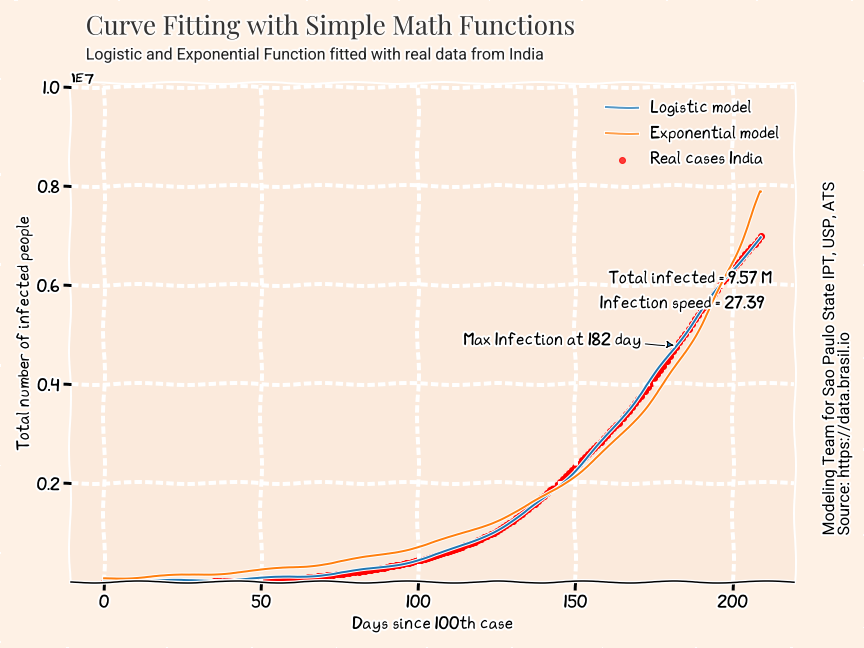 Curve Fitting with Simple Math Functions
Logistic and Exponential Function fitted with real data from India
1E7
1.0
0.8
0.6
0.4
0.2
Total number of infected people
Logistic model
Exponential model
Real cases India
Total infected = 9.57 M
Infection speed = 27.39
Max Infection at 182 day
0 50 100 150 200
Days since 100th case
Modeling Team for Sao Paulo State IPT, USP, ATS
Source: https://data.brasil.io